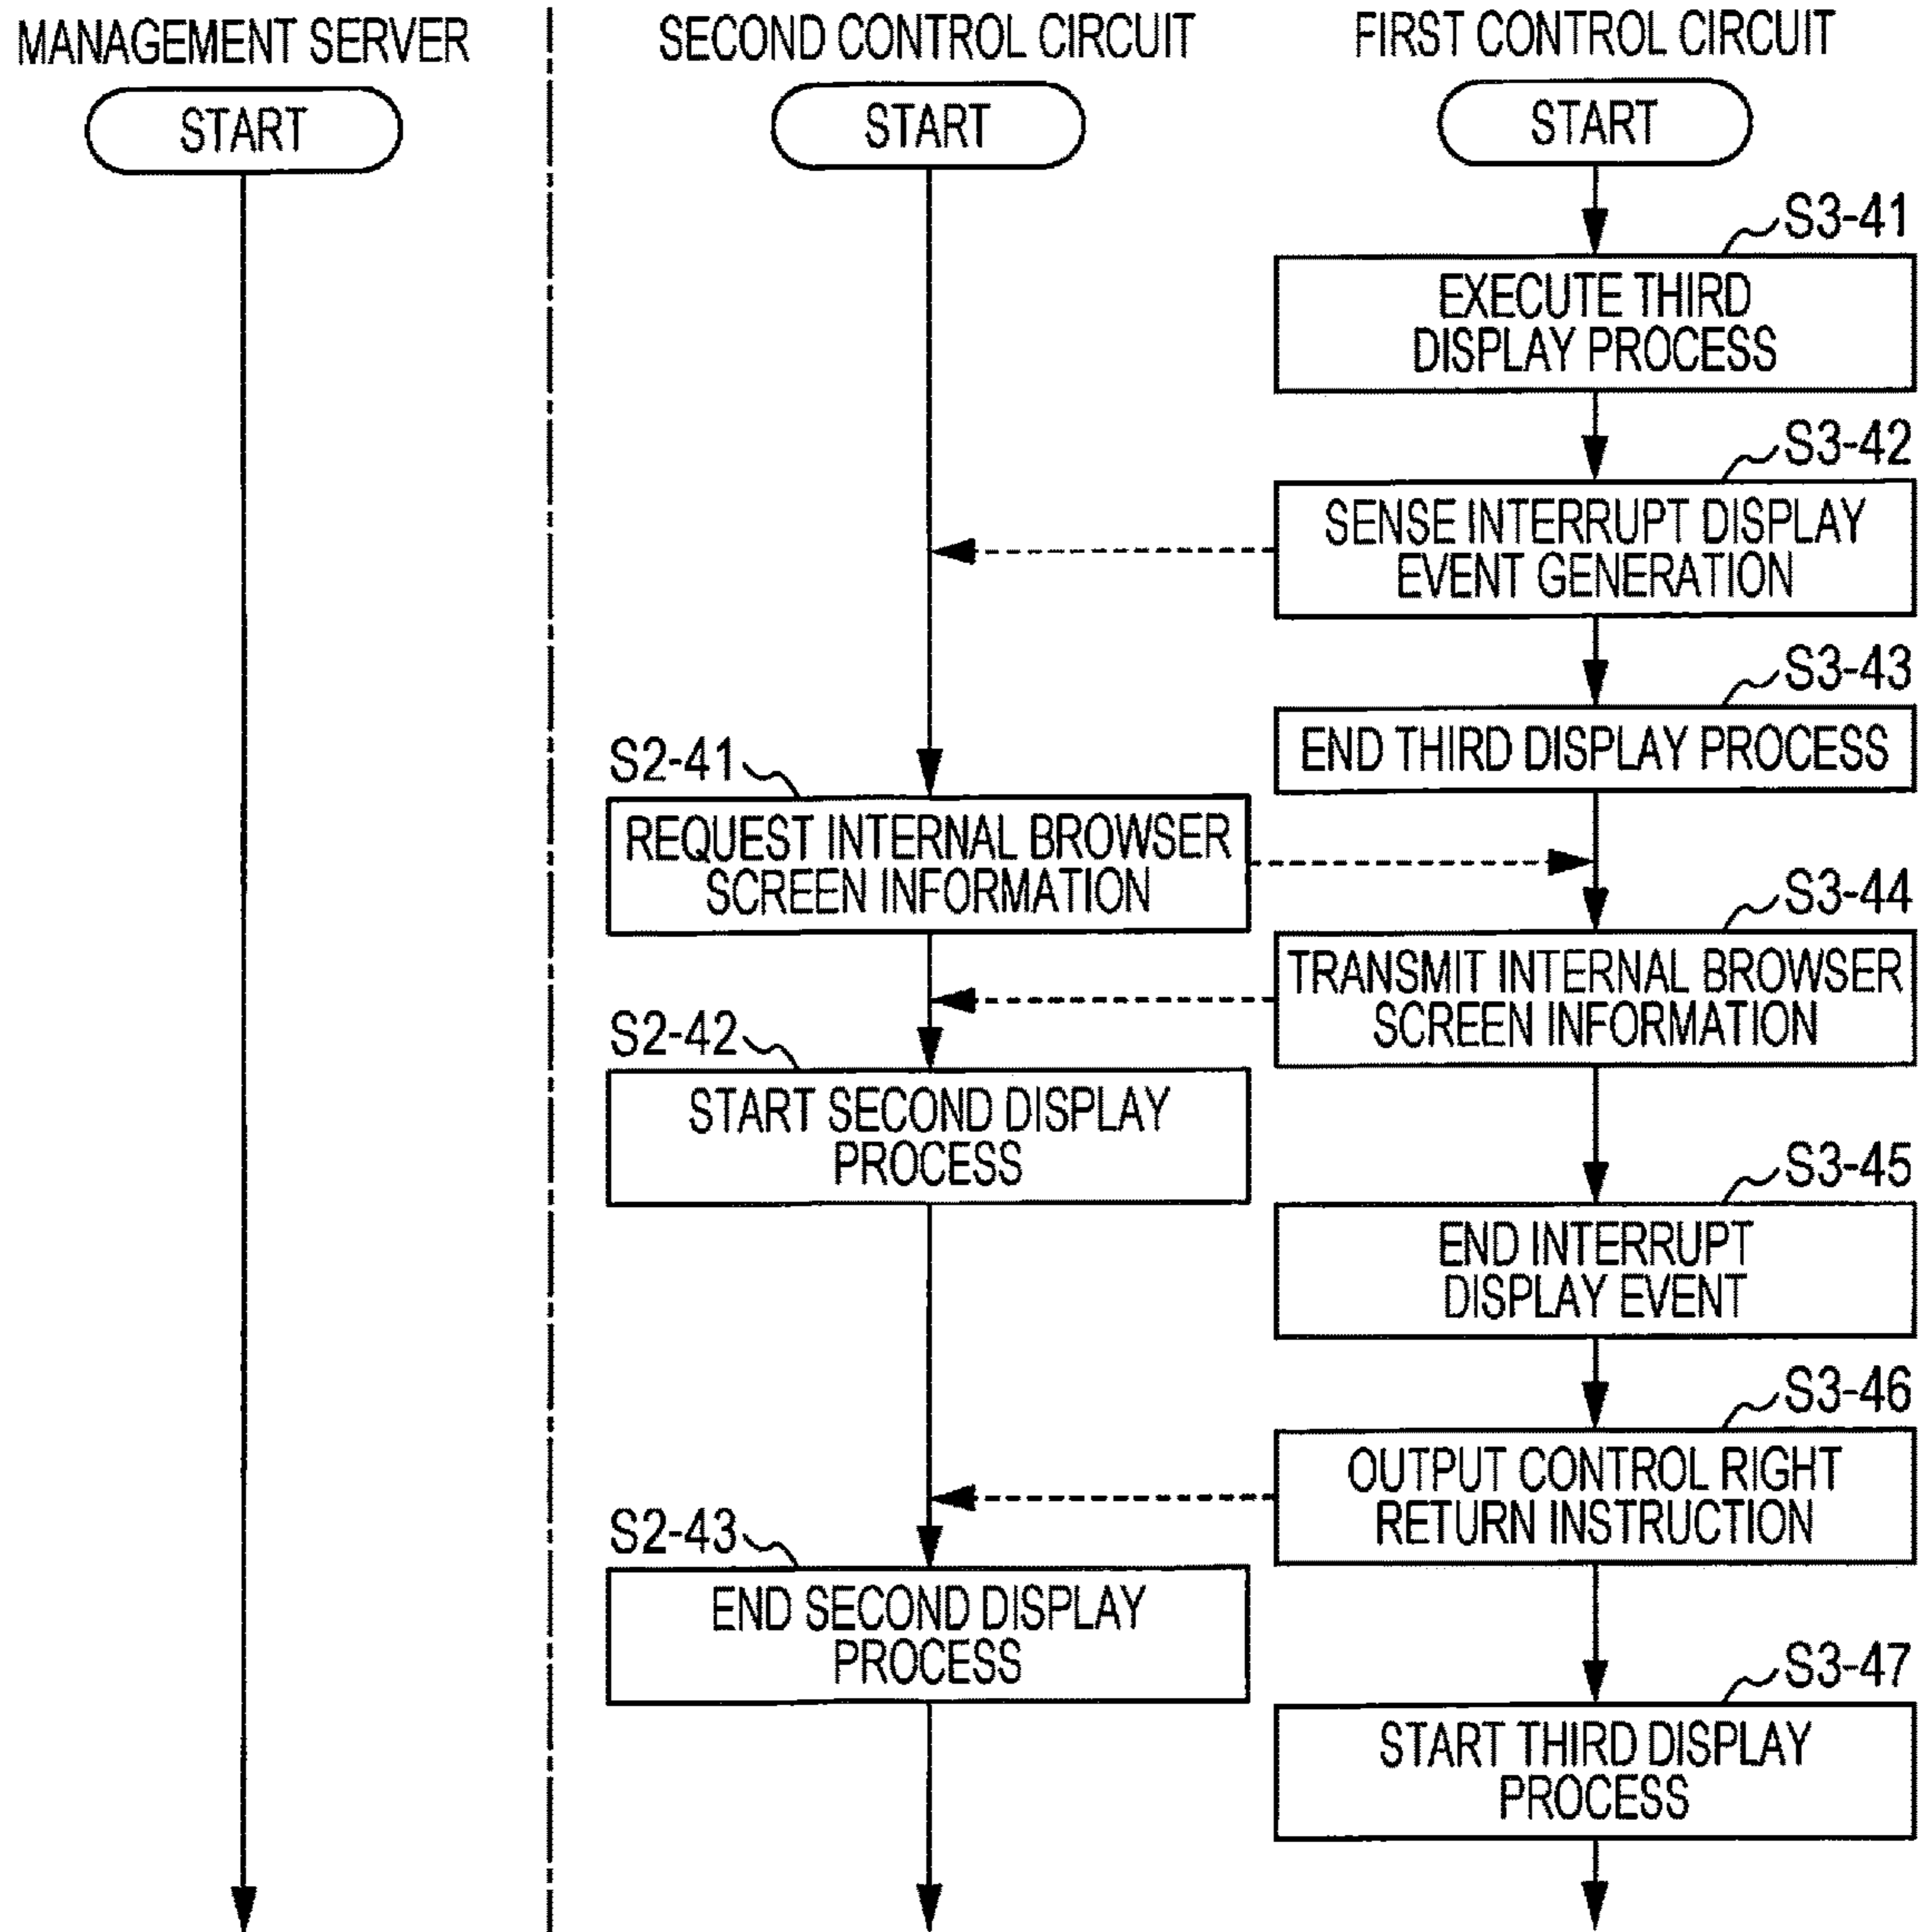 MANAGEMENT SERVER
START
SECOND CONTROL CIRCUIT
START
S2-41
REQUEST INTERNAL BROWSER
SCREEN INFORMATION
S2-42
START SECOND DISPLAY
PROCESS
S2-43
END SECOND DISPLAY
PROCESS
FIRST CONTROL CIRCUIT
START
S3-41
EXECUTE THIRD
DISPLAY PROCESS
S3-42
SENSE INTERRUPT DISPLAY
EVENT GENERATION
S3-43
END THIRD DISPLAY PROCESS
S3-44
TRANSMIT INTERNAL BROWSER
SCREEN INFORMATION
S3-45
END INTERRUPT
DISPLAY EVENT
S3-46
OUTPUT CONTROL RIGHT
RETURN INSTRUCTION
S3-47
START THIRD DISPLAY
PROCESS